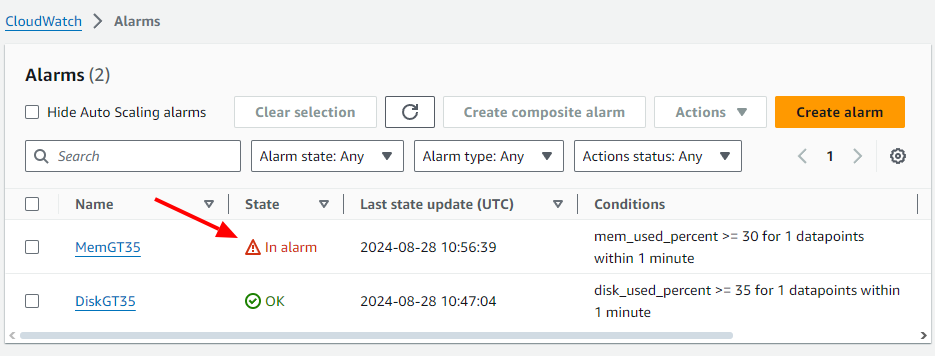 CloudWatch > Alarms
Alarms (2)
Hide Auto Scaling alarms Clear selection Create composite alarm Actions Create alarm
Search Alarm state: Any Alarm type: Any Actions status: Any < 1 >
Name State Last state update (UTC) Conditions
MemGT35 In alarm 2024-08-28 10:56:39 mem_used_percent >= 30 for 1 datapoints
within 1 minute
DiskGT35 OK 2024-08-28 10:47:04 disk_used_percent >= 35 for 1 datapoints within
1 minute